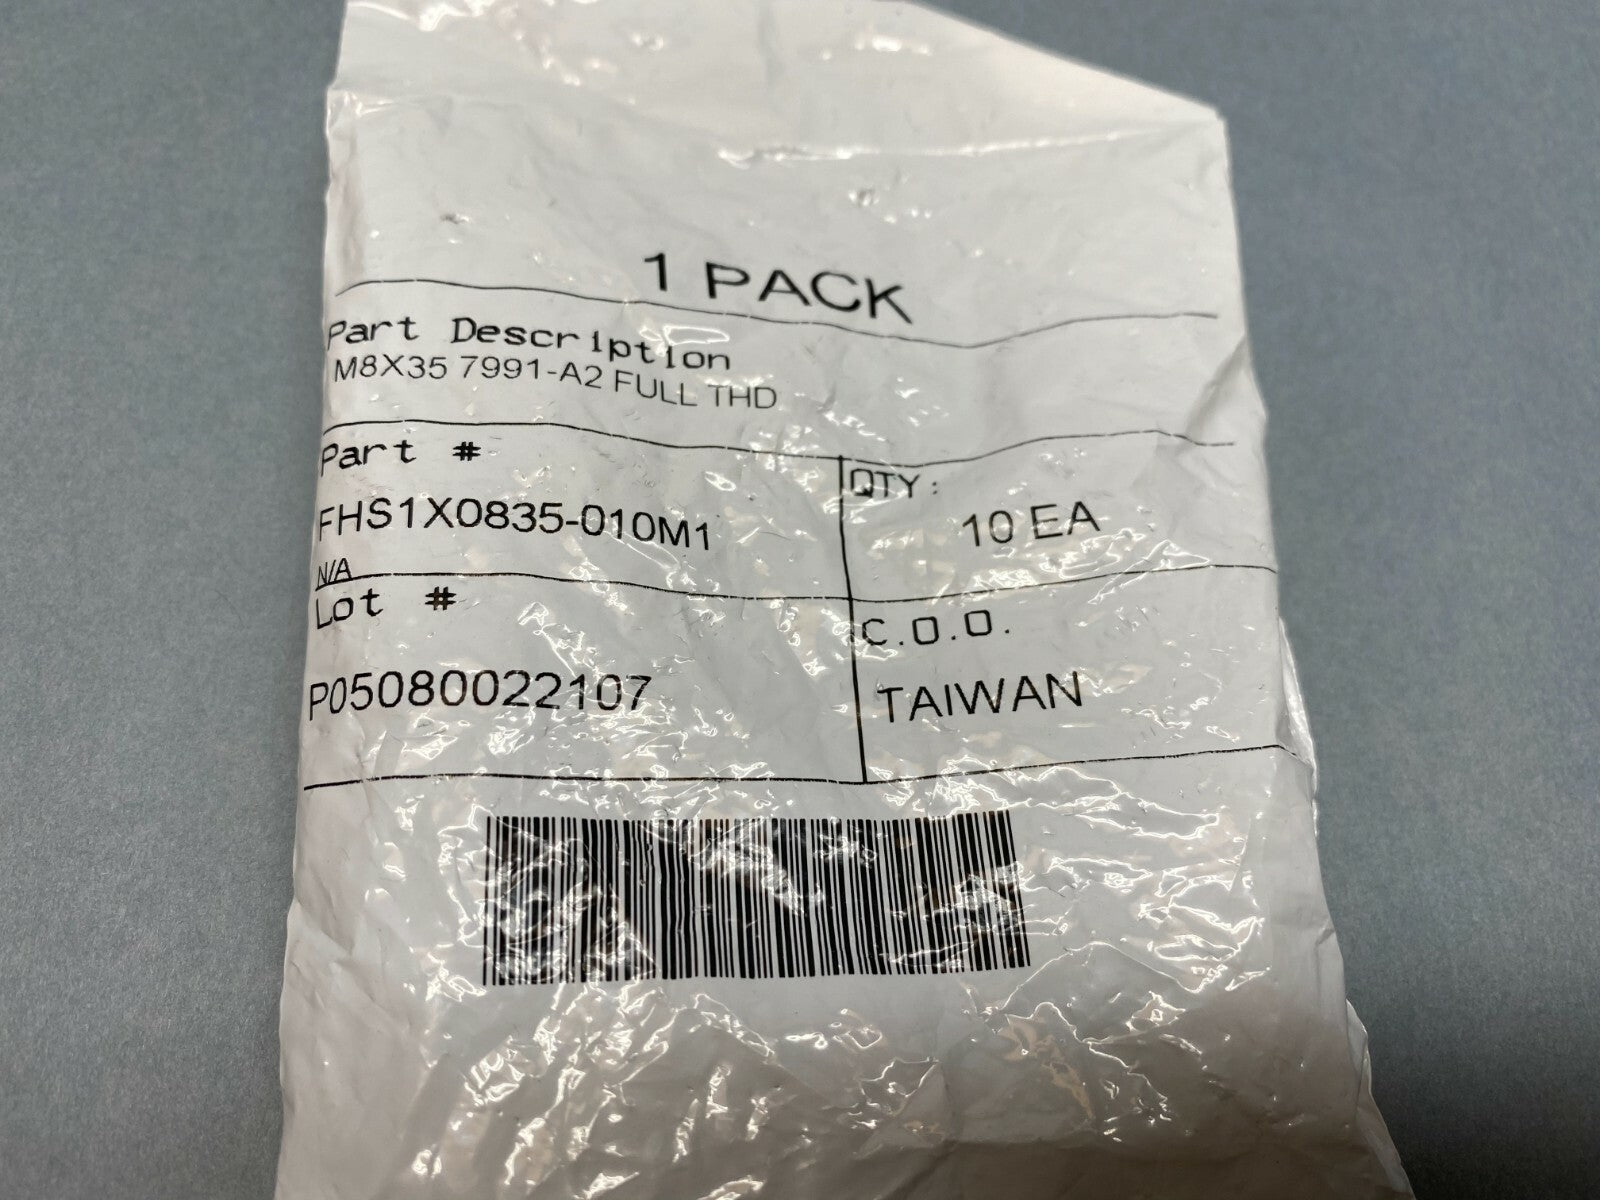 1 PACK
Part Description
M8X35 7991-A2 FULL THD
Part #
QTY:
FHS1X0835-010M1
10 EA
N/A
Lot #
C.O.O.
P05080022107
TAIWAN